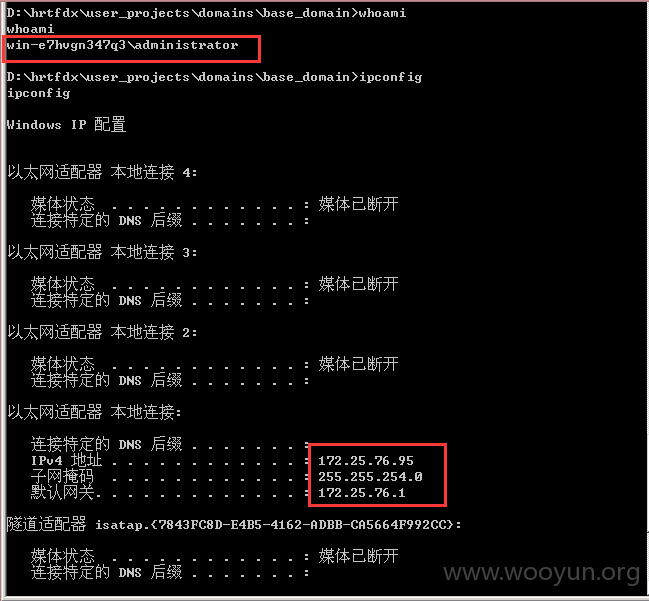 D:\hrtfdx\user_projects\domains\base_domain>whoami
whoami
win-e7hvgn347q3\administrator
D:\hrtfdx\user_projects\domains\base_domain>ipconfig
ipconfig
Windows IP 配置
以太网适配器 本地连接 4:
媒体状态 . . . . . . . . . . . . : 媒体已断开
连接特定的 DNS 后缀 . . . . . . . :
以太网适配器 本地连接 3:
媒体状态 . . . . . . . . . . . . : 媒体已断开
连接特定的 DNS 后缀 . . . . . . . :
以太网适配器 本地连接 2:
媒体状态 . . . . . . . . . . . . : 媒体已断开
连接特定的 DNS 后缀 . . . . . . . :
以太网适配器 本地连接:
连接特定的 DNS 后缀 . . . . . . . :
IPv4 地址 . . . . . . . . . . . . : 172.25.76.95
子网掩码 . . . . . . . . . . . . : 255.255.254.0
默认网关. . . . . . . . . . . . . : 172.25.76.1
隧道适配器 isatap.{7843FC8D-E4B5-4162-ADBB-CA5664F992CC}:
媒体状态 . . . . . . . . . . . . : 媒体已断开
连接特定的 DNS 后缀 . . . . . . . :
www.wooyun.org